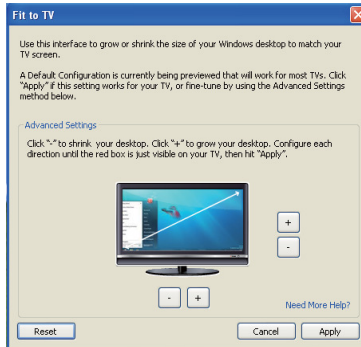 Fit to TV
Use this interface to grow or shrink the size of your Windows desktop to match your
TV screen.
A Default Configuration is currently being previewed that will work for most TVs. Click
"Apply" if this setting works for your TV, or fine-tune by using the Advanced Settings
method below.
Advanced Settings
Click "-" to shrink your desktop. Click "+" to grow your desktop. Configure each
direction until the red box is just visible on your TV, then hit "Apply".
+
-
- +
Need More Help?
Reset Cancel Apply